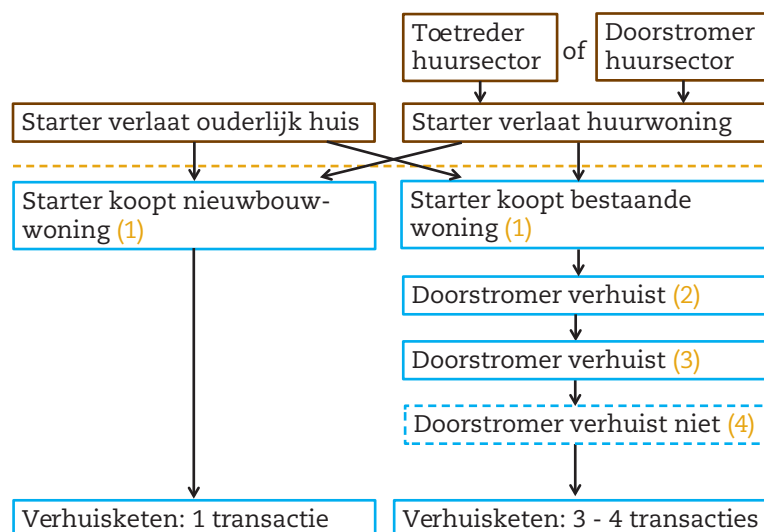 Toetreder
huursector
of
Doorstromer
huursector
Starter verlaat ouderlijk huis
Starter verlaat huurwoning
Starter koopt nieuwbouw-
woning (1)
Starter koopt bestaande
woning (1)
Doorstromer verhuist (2)
Doorstromer verhuist (3)
Doorstromer verhuist niet (4)
Verhuisketen: 1 transactie
Verhuisketen: 3 - 4 transacties